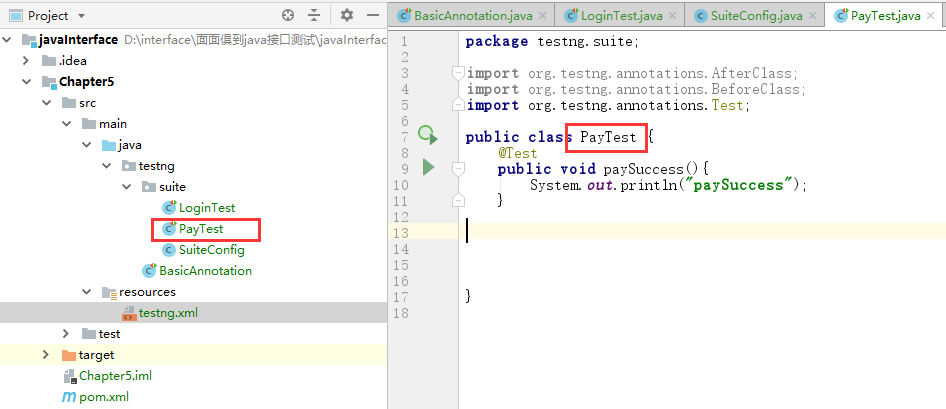 Project
javaInterface D:\interface\面面俱到java接口测试\javaInterfac
.idea
Chapter5
src
main
java
testng
suite
LoginTest
PayTest
SuiteConfig
BasicAnnotation
resources
testng.xml
test
target
Chapter5.iml
pom.xml
BasicAnnotation.java LoginTest.java SuiteConfig.java PayTest.java
1 package testng.suite;
2
3 import org.testng.annotations.AfterClass;
4 import org.testng.annotations.BeforeClass;
5 import org.testng.annotations.Test;
6
7 public class PayTest {
8 @Test
9 public void paySuccess(){
10 System.out.println("paySuccess");
11 }
12
13
14
15
16
17 }
18